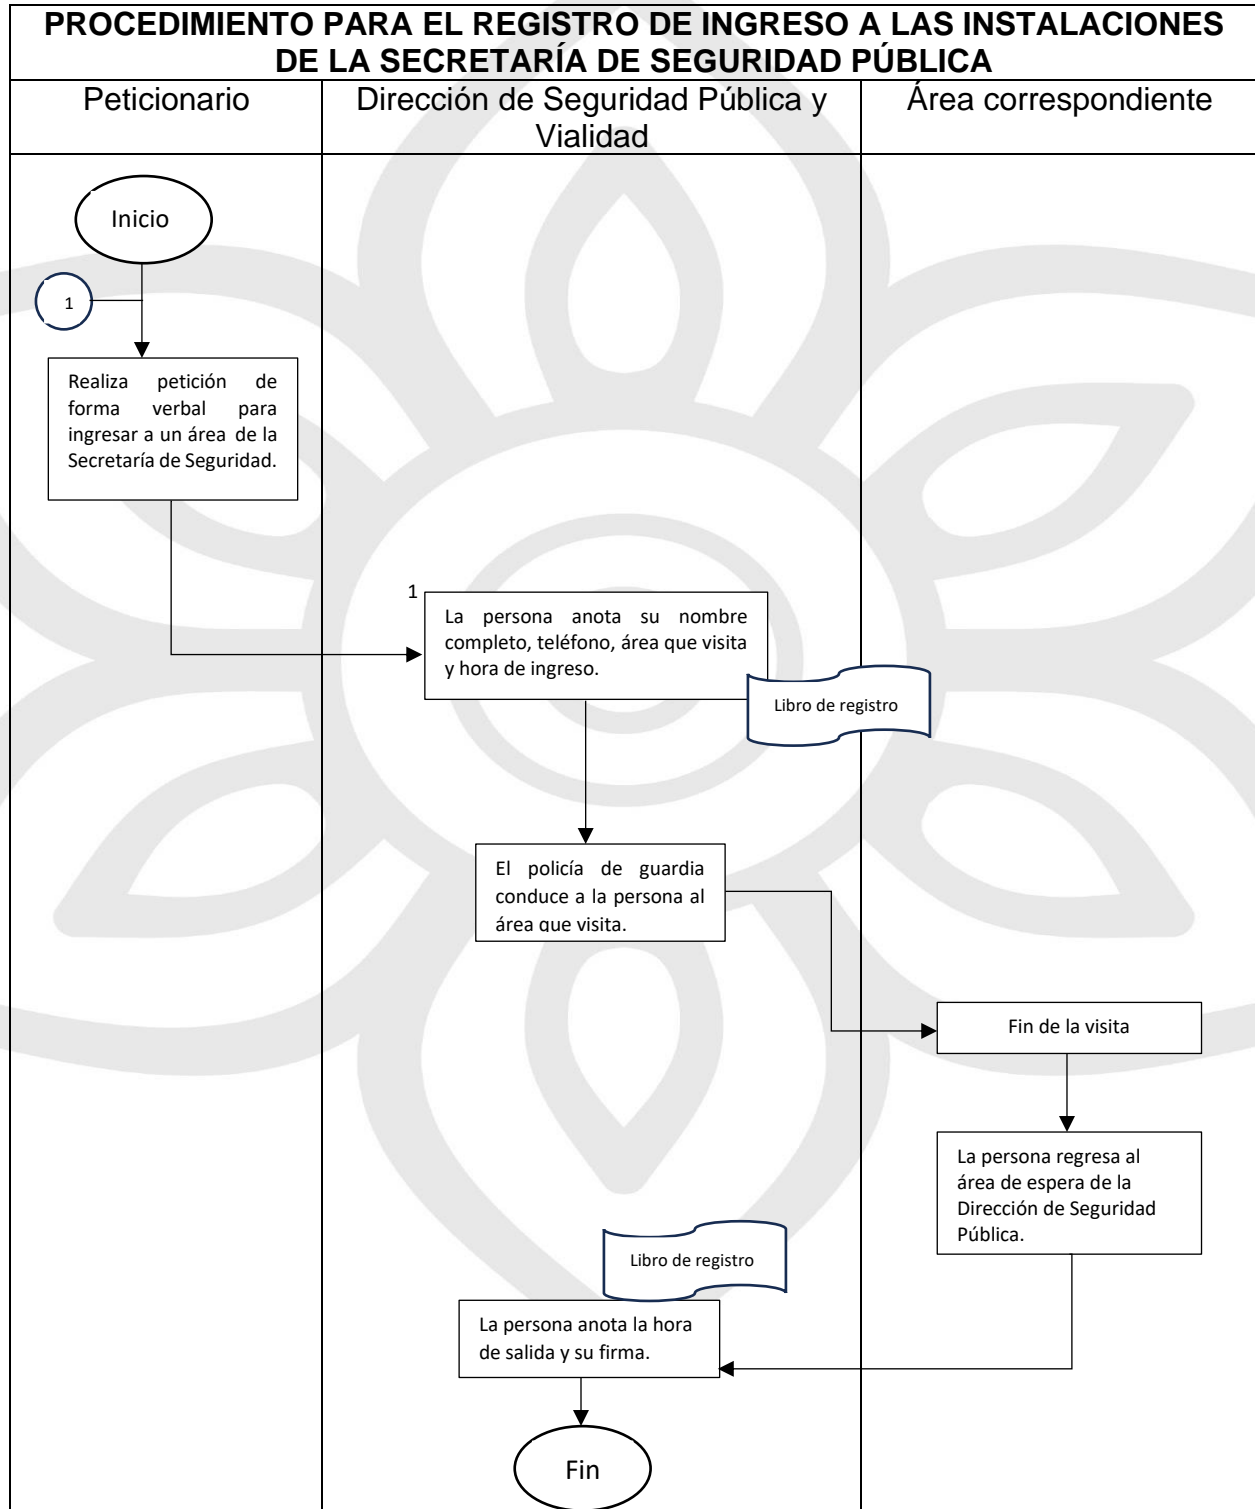 PROCEDIMIENTO PARA EL REGISTRO DE INGRESO A LAS INSTALACIONES
DE LA SECRETARÍA DE SEGURIDAD PÚBLICA
Peticionario
Dirección de Seguridad Pública y
Vialidad
Área correspondiente
Inicio
1
Realiza petición de
forma verbal para
ingresar a un área de la
Secretaría de Seguridad.
1
La persona anota su nombre
completo, teléfono, área que visita
y hora de ingreso.
Libro de registro
El policía de guardia
conduce a la persona al
área que visita.
Fin de la visita
La persona regresa al
área de espera de la
Dirección de Seguridad
Pública.
Libro de registro
La persona anota la hora
de salida y su firma.
Fin